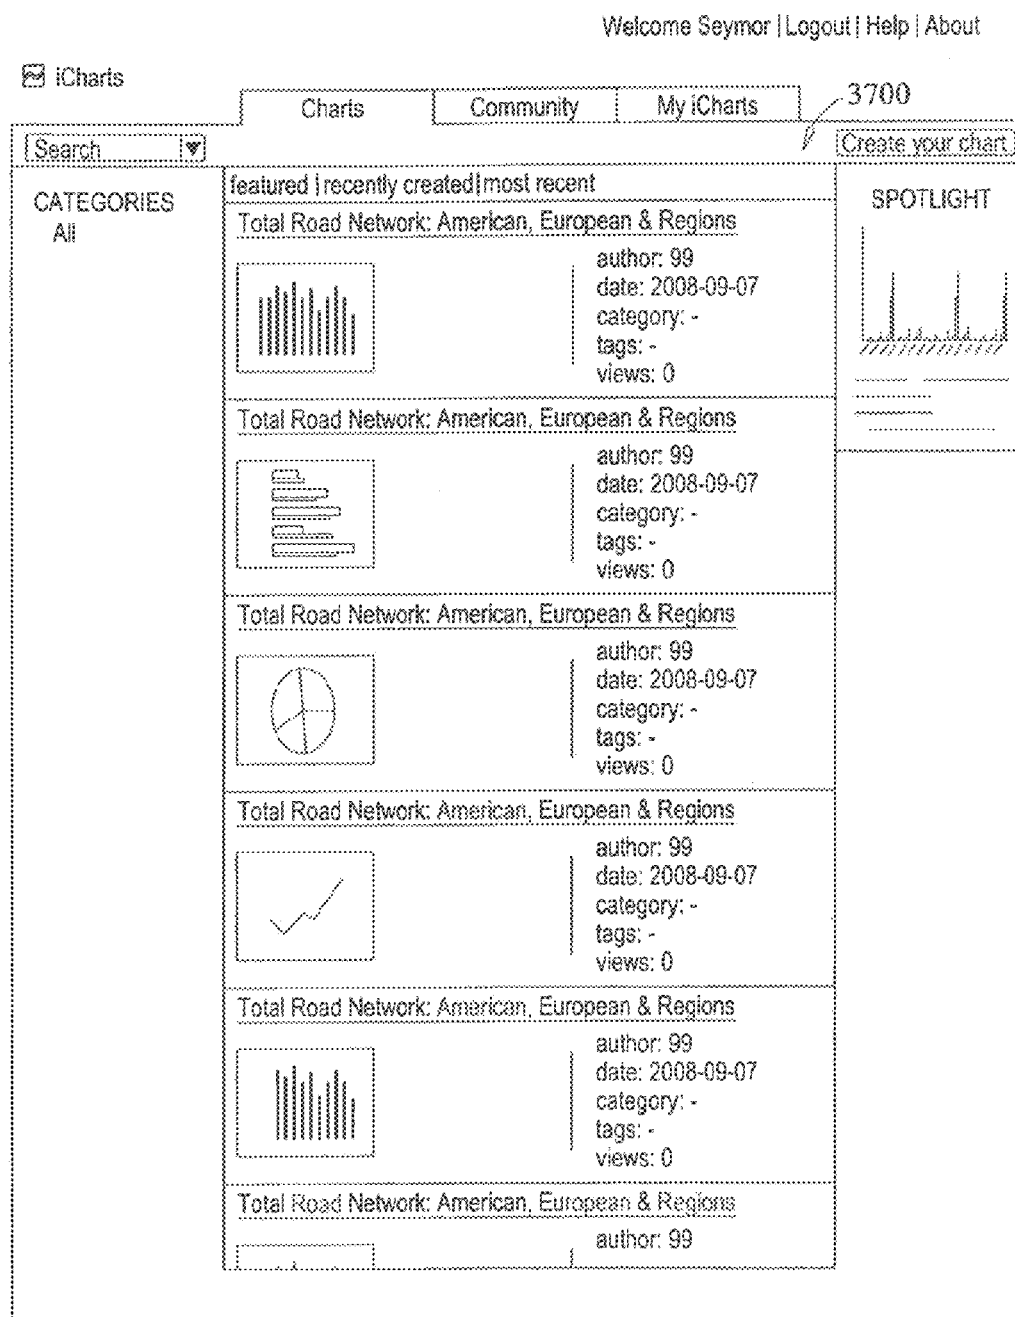 Welcome Seymor | Logout | Help | About
iCharts
Charts
Community
My iCharts
3700
Search
Create your chart
CATEGORIES
All
featured | recently created | most recent
Total Road Network: American, European & Regions
author: 99
date: 2008-09-07
category: -
tags: -
views: 0
Total Road Network: American, European & Regions
author: 99
date: 2008-09-07
category: -
tags: -
views: 0
Total Road Network: American, European & Regions
author: 99
date: 2008-09-07
category: -
tags: -
views: 0
Total Road Network: American, European & Regions
author: 99
date: 2008-09-07
category: -
tags: -
views: 0
Total Road Network: American, European & Regions
author: 99
date: 2008-09-07
category: -
tags: -
views: 0
Total Road Network: American, European & Regions
author: 99
SPOTLIGHT